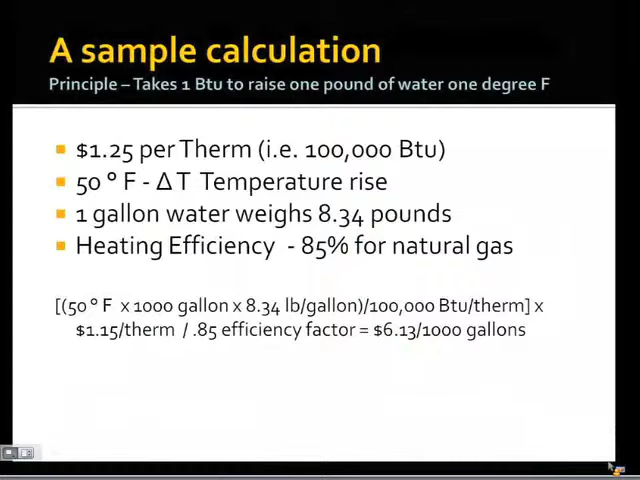 A sample calculation
Principle – Takes 1 Btu to raise one pound of water one degree F
$1.25 per Therm (i.e. 100,000 Btu)
50 ° F - Δ T Temperature rise
1 gallon water weighs 8.34 pounds
Heating Efficiency - 85% for natural gas
[(50 ° F x 1000 gallon x 8.34 lb/gallon)/100,000 Btu/therm] x
$1.15/therm / .85 efficiency factor = $6.13/1000 gallons